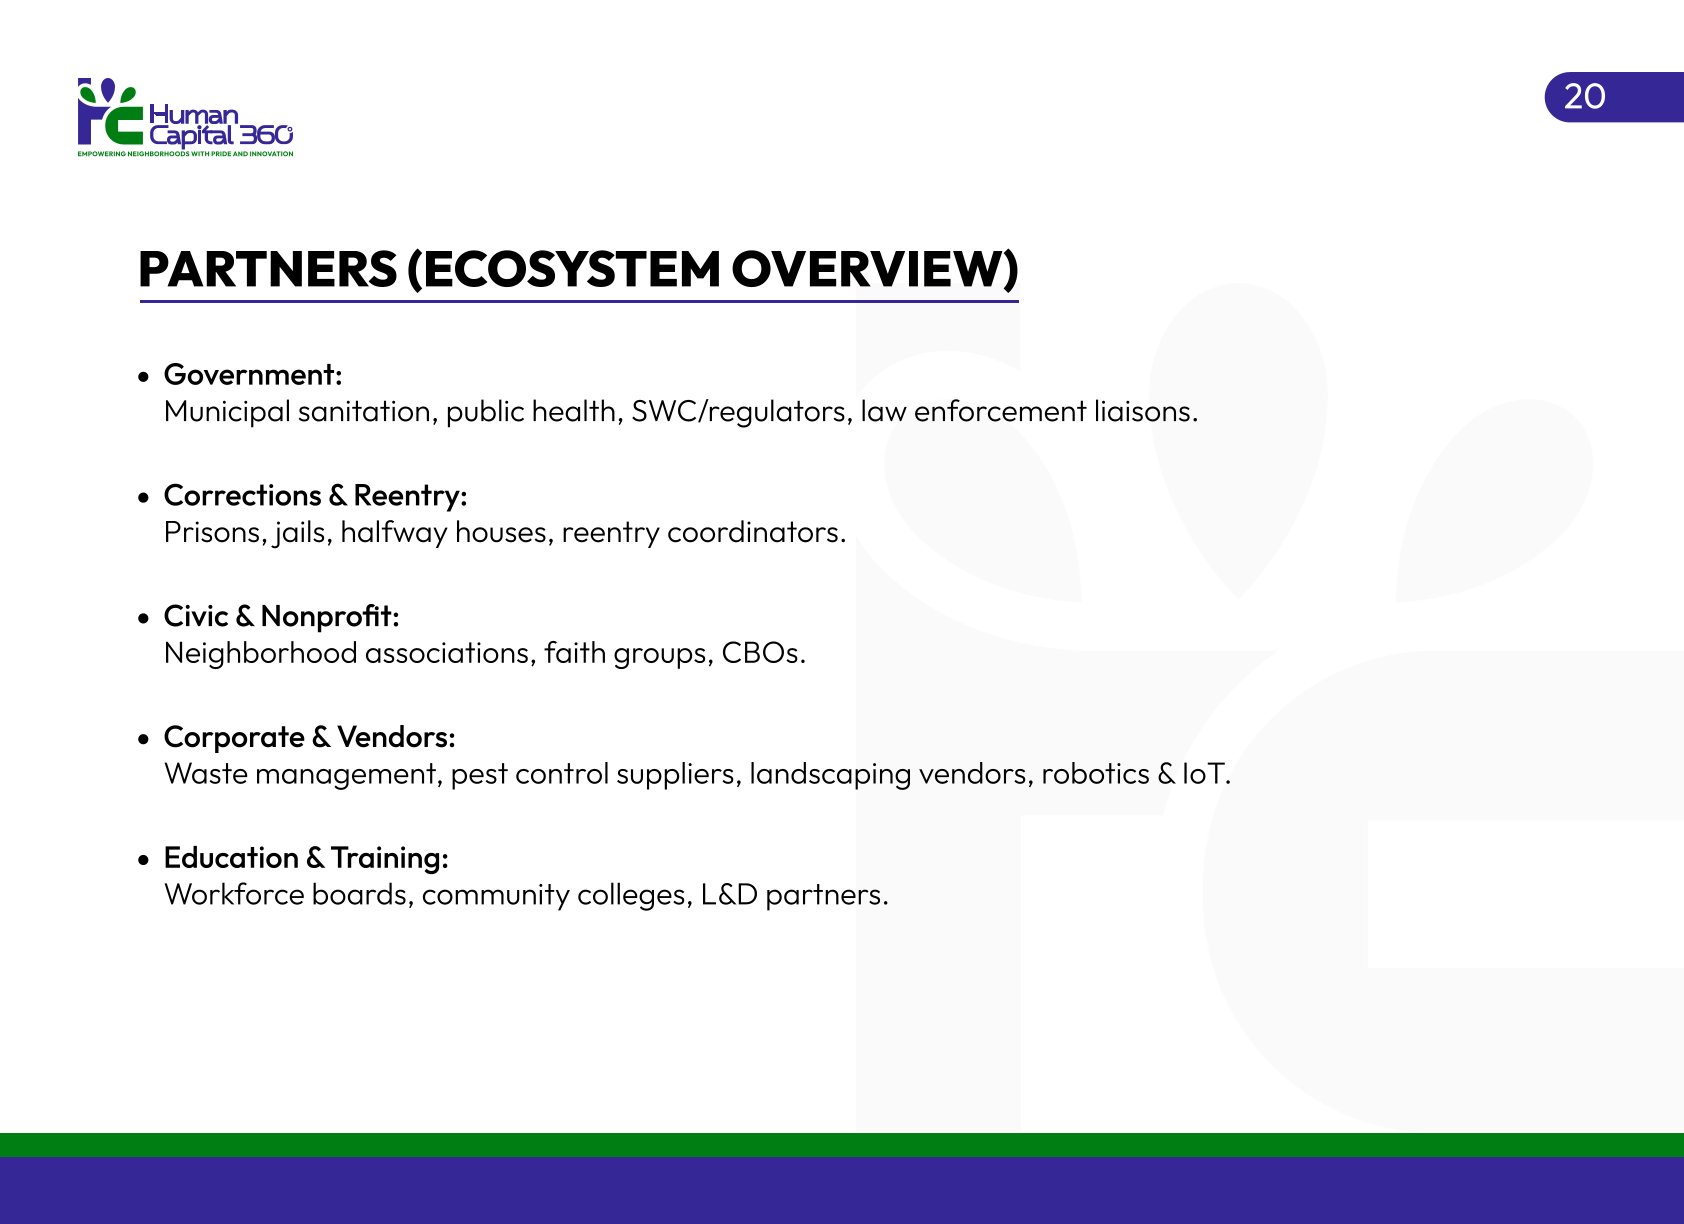 Human
Capital 360°
EMPOWERING NEIGHBORHOODS WITH PRIDE AND INNOVATION
20
PARTNERS (ECOSYSTEM OVERVIEW)
• Government:
Municipal sanitation, public health, SWC/regulators, law enforcement liaisons.
• Corrections & Reentry:
Prisons, jails, halfway houses, reentry coordinators.
• Civic & Nonprofit:
Neighborhood associations, faith groups, CBOs.
• Corporate & Vendors:
Waste management, pest control suppliers, landscaping vendors, robotics & IoT.
• Education & Training:
Workforce boards, community colleges, L&D partners.